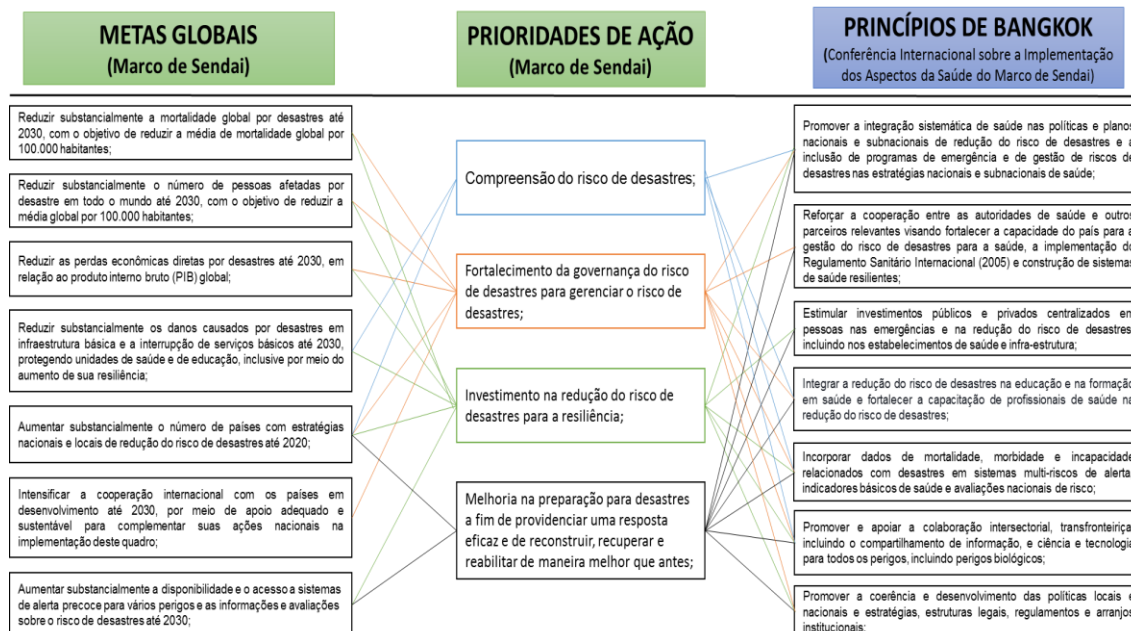 METAS GLOBAIS
(Marco de Sendai)
Reduzir substancialmente a mortalidade global por desastres até
2030, com o objetivo de reduzir a média de mortalidade global por
100.000 habitantes;
Reduzir substancialmente o número de pessoas afetadas por
desastre em todo o mundo até 2030, com o objetivo de reduzir a
média global por 100.000 habitantes;
Reduzir as perdas econômicas diretas por desastres até 2030, em
relação ao produto interno bruto (PIB) global;
Reduzir substancialmente os danos causados por desastres em
infraestrutura básica e a interrupção de serviços básicos até 2030,
protegendo unidades de saúde e de educação, inclusive por meio do
aumento de sua resiliência;
Aumentar substancialmente o número de países com estratégias
nacionais e locais de redução do risco de desastres até 2020;
Intensificar a cooperação internacional com os países em
desenvolvimento até 2030, por meio de apoio adequado e
sustentável para complementar suas ações nacionais na
implementação deste quadro;
Aumentar substancialmente a disponibilidade e o acesso a sistemas
de alerta precoce para vários perigos e as informações e avaliações
sobre o risco de desastres até 2030;
PRIORIDADES DE AÇÃO
(Marco de Sendai)
Compreensão do risco de desastres;
Fortalecimento da governança do risco
de desastres para gerenciar o risco de
desastres;
Investimento na redução do risco de
desastres para a resiliência;
Melhoria na preparação para desastres
a fim de providenciar uma resposta
eficaz e de reconstruir, recuperar e
reabilitar de maneira melhor que antes;
PRINCÍPIOS DE BANGKOK
(Conferência Internacional sobre a Implementação
dos Aspectos da Saúde do Marco de Sendai)
Promover a integração sistemática de saúde nas políticas e planos
nacionais e subnacionais de redução do risco de desastres e a
inclusão de programas de emergência e de gestão de riscos de
desastres nas estratégias nacionais e subnacionais de saúde;
Reforçar a cooperação entre as autoridades de saúde e outros
parceiros relevantes visando fortalecer a capacidade do país para a
gestão do risco de desastres para a saúde, a implementação do
Regulamento Sanitário Internacional (2005) e construção de sistemas
de saúde resilientes;
Estimular investimentos públicos e privados centralizados em
pessoas nas emergências e na redução do risco de desastres,
incluindo nos estabelecimentos de saúde e infra-estrutura;
Integrar a redução do risco de desastres na educação e na formação
em saúde e fortalecer a capacitação de profissionais de saúde na
redução do risco de desastres;
Incorporar dados de mortalidade, morbidade e incapacidade
relacionados com desastres em sistemas multi-riscos de alerta,
indicadores básicos de saúde e avaliações nacionais de risco;
Promover e apoiar a colaboração intersectorial, transfronteiriça,
incluindo o compartilhamento de informação, e ciência e tecnologia
para todos os perigos, incluindo perigos biológicos;
Promover a coerência e desenvolvimento das políticas locais e
nacionais e estratégias, estruturas legais, regulamentos e arranjos
institucionais;